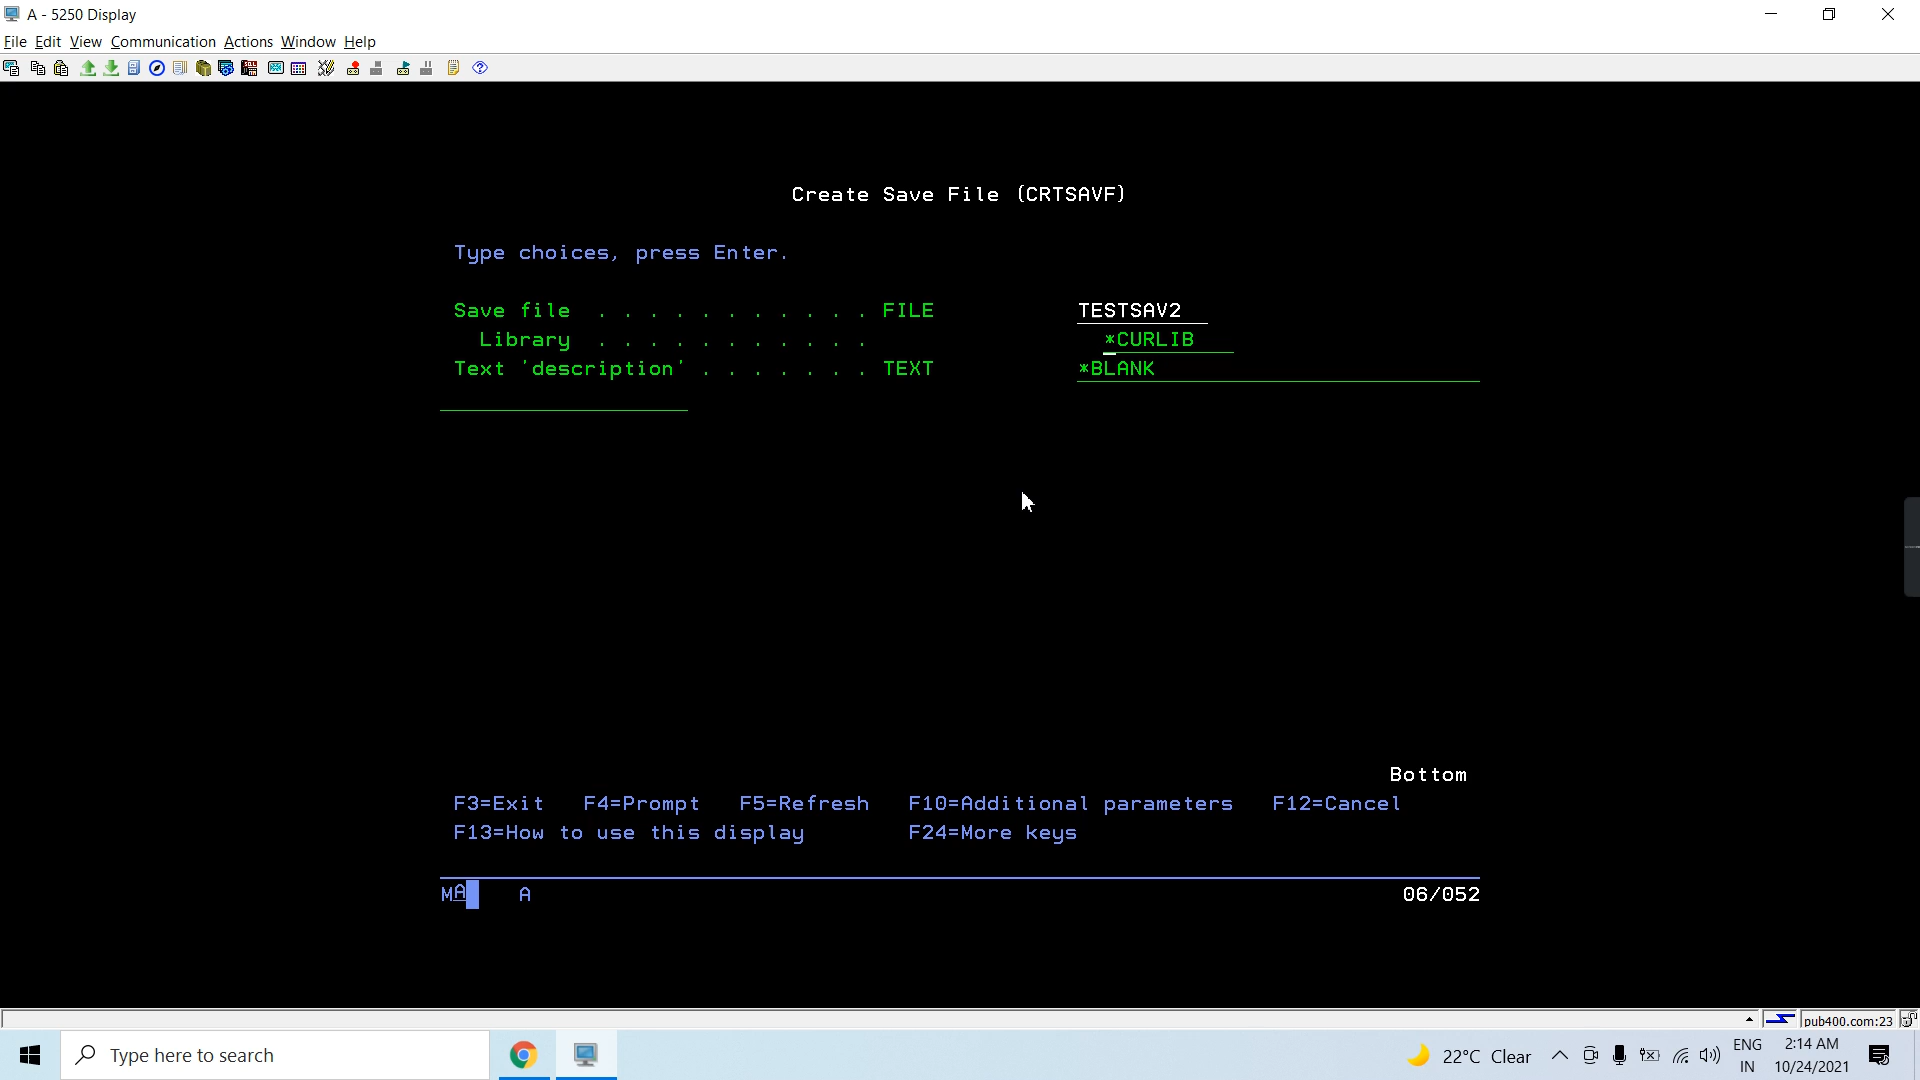 A - 5250 Display
File Edit View Communication Actions Window Help
Create Save File (CRTSAVF)
Type choices, press Enter.
Save file . . . . . . . . . . . FILE TESTSAV2
Library . . . . . . . . . . . *CURLIB
Text 'description' . . . . . . . TEXT *BLANK
Bottom
F3=Exit F4=Prompt F5=Refresh F10=Additional parameters F12=Cancel
F13=How to use this display F24=More keys
MA A 06/052
pub400.com:23
Type here to search
22°C Clear
ENG
IN
2:14 AM
10/24/2021